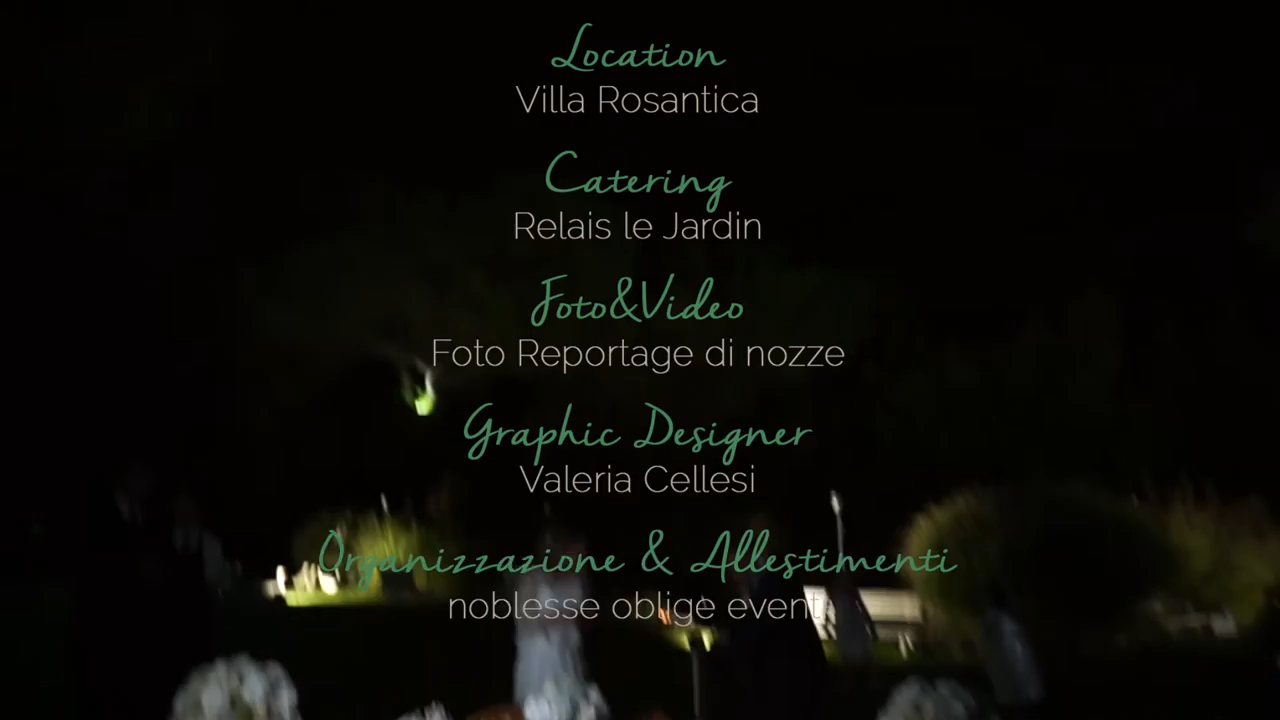 Location
Villa Rosantica
Catering
Relais le Jardin
Foto&Video
Foto Reportage di nozze
Graphic Designer
Valeria Cellesi
Organizzazione & Allestimenti
noblesse oblige event